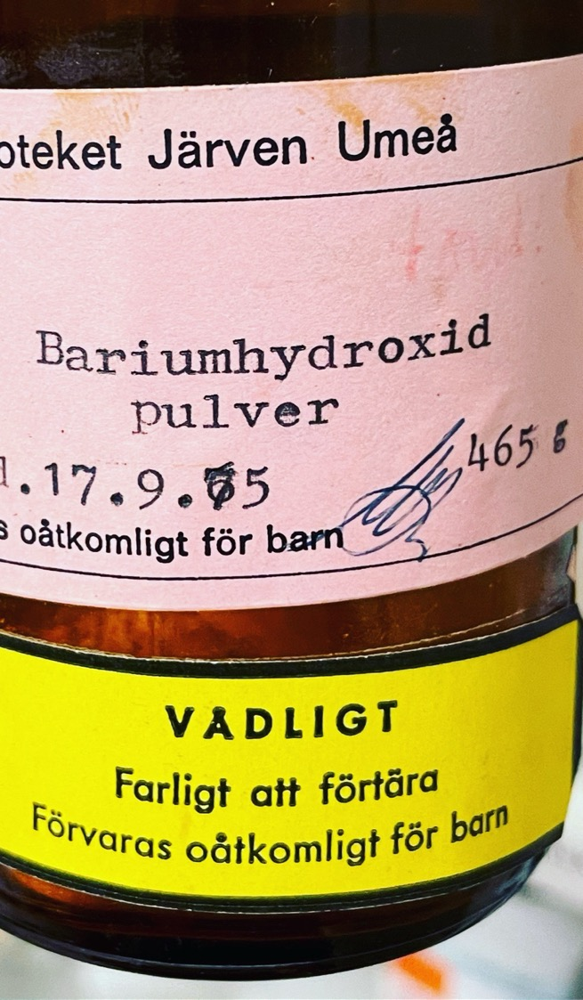 oteket Järven Umeå
Bariumhydroxid
pulver
465 g
.17.9.75
s oåtkomligt för barn
VÅDLIGT
Farligt att förtära
Förvaras oåtkomligt för barn